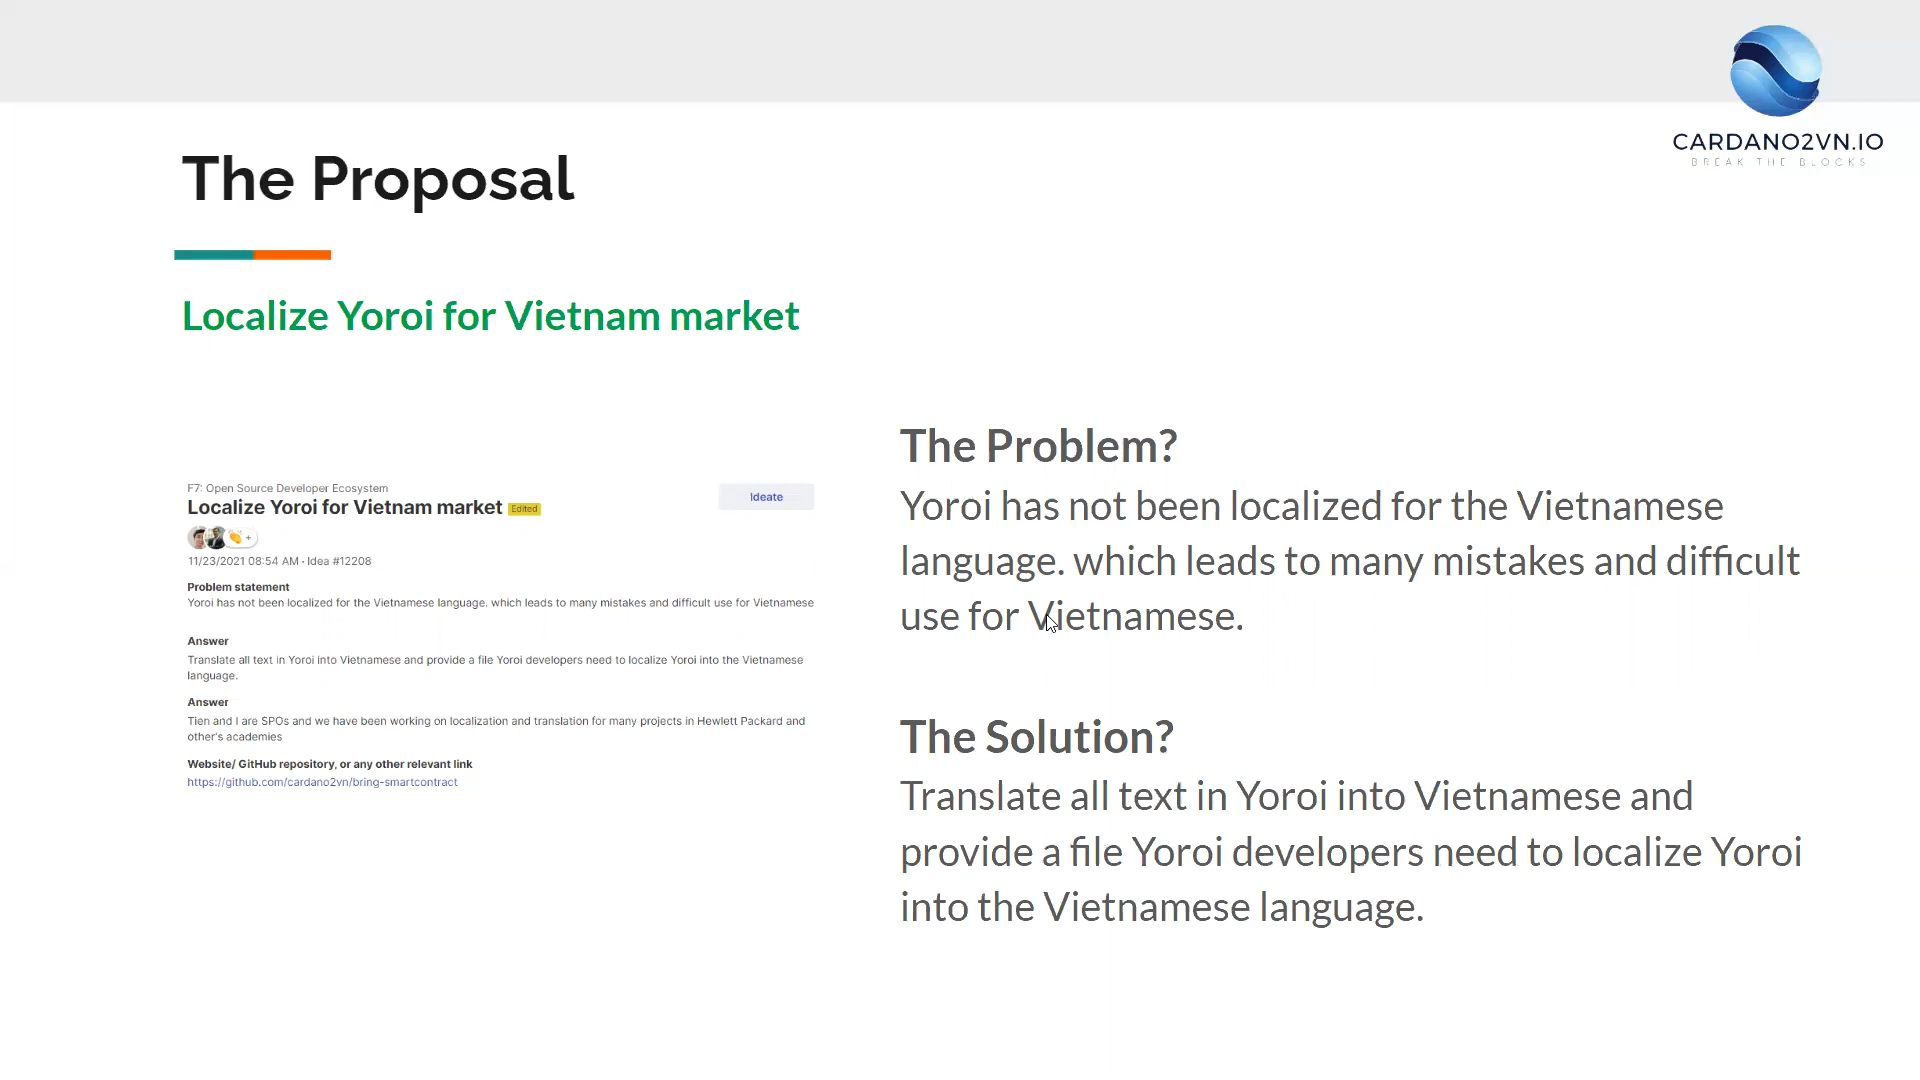 CARDANO2VN.IO
BREAK THE BLOCKS
The Proposal
Localize Yoroi for Vietnam market
F7: Open Source Developer Ecosystem
Localize Yoroi for Vietnam market Edited
Ideate
11/23/2021 08:54 AM · Idea #12208
Problem statement
Yoroi has not been localized for the Vietnamese language. which leads to many mistakes and difficult use for Vietnamese
Answer
Translate all text in Yoroi into Vietnamese and provide a file Yoroi developers need to localize Yoroi into the Vietnamese
language.
Answer
Tien and I are SPOs and we have been working on localization and translation for many projects in Hewlett Packard and
other's academies
Website/ GitHub repository, or any other relevant link
https://github.com/cardano2vn/bring-smartcontract
The Problem?
Yoroi has not been localized for the Vietnamese
language. which leads to many mistakes and difficult
use for Vietnamese.
The Solution?
Translate all text in Yoroi into Vietnamese and
provide a file Yoroi developers need to localize Yoroi
into the Vietnamese language.